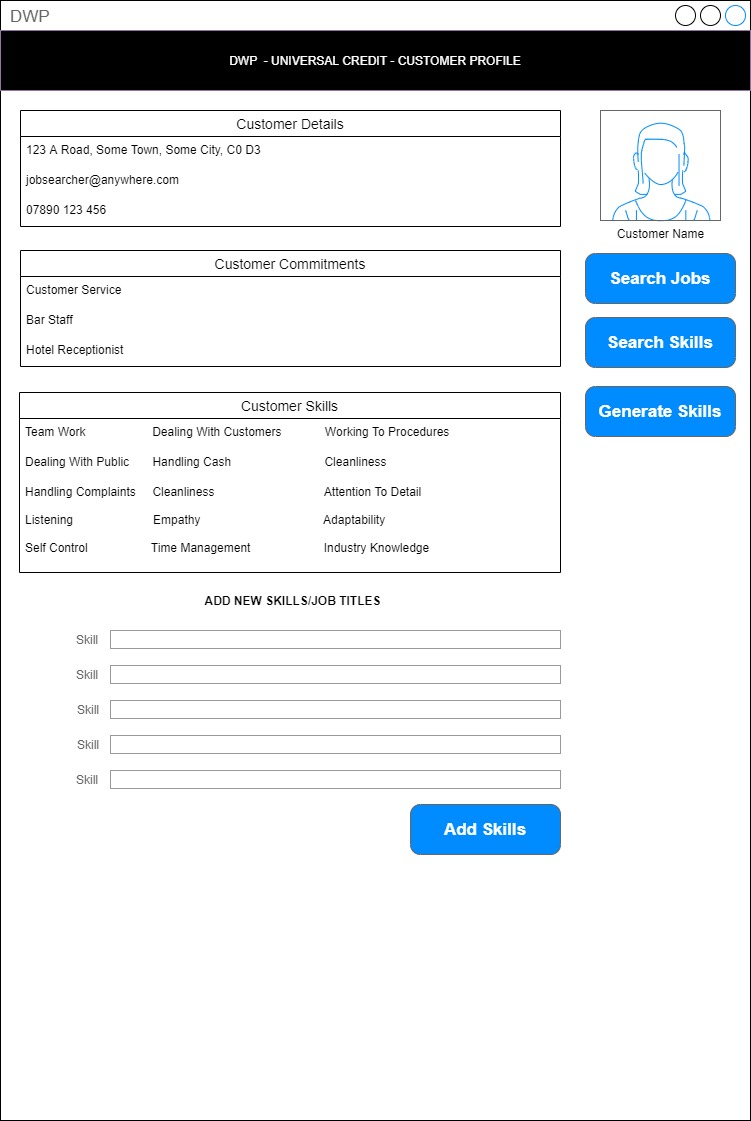 DWP
DWP - UNIVERSAL CREDIT - CUSTOMER PROFILE
Customer Details
123 A Road, Some Town, Some City, C0 D3
jobsearcher@anywhere.com
07890 123 456
Customer Name
Search Jobs
Search Skills
Generate Skills
Customer Commitments
Customer Service
Bar Staff
Hotel Receptionist
Customer Skills
Team Work Dealing With Customers Working To Procedures
Dealing With Public Handling Cash Cleanliness
Handling Complaints Cleanliness Attention To Detail
Listening Empathy Adaptability
Self Control Time Management Industry Knowledge
ADD NEW SKILLS/JOB TITLES
Skill
Skill
Skill
Skill
Skill
Add Skills